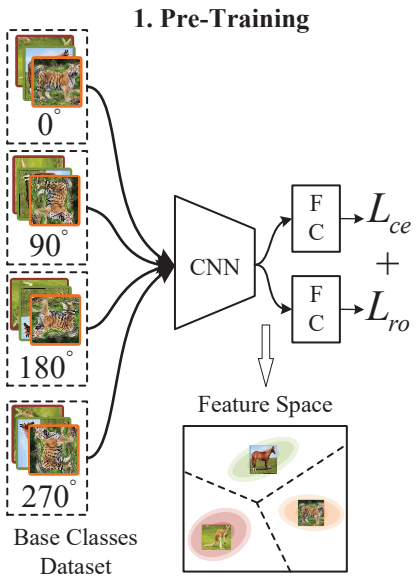 1. Pre-Training
0°
90°
180°
270°
Base Classes
Dataset
CNN
F
C
F
C
L_ce
+
L_ro
Feature Space